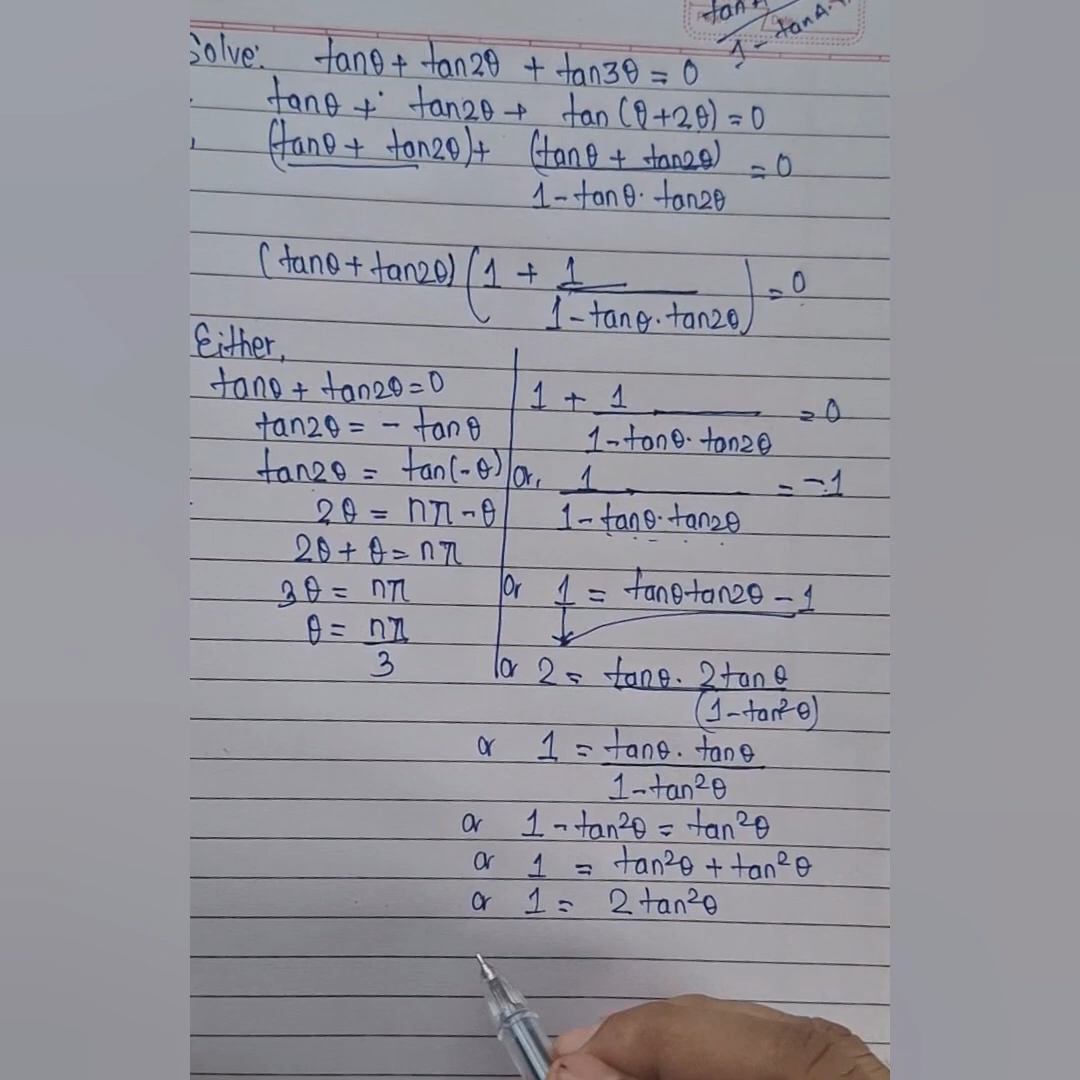 tanA
1 - tanA.
Solve: tanθ + tan2θ + tan3θ = 0
tanθ + tan2θ + tan(θ+2θ) = 0
(tanθ + tan2θ) + (tanθ + tan2θ) = 0
1 - tanθ. tan2θ
(tanθ + tan2θ) (1 + 1 ) = 0
1 - tanθ. tan2θ
Either,
tanθ + tan2θ = 0
tan2θ = - tanθ
tan2θ = tan(-θ)
2θ = nπ - θ
2θ + θ = nπ
3θ = nπ
θ = nπ
3
1 + 1 = 0
1 - tanθ. tan2θ
or, 1 = -1
1 - tanθ. tan2θ
or 1 = tanθ tan2θ - 1
or 2 = tanθ. 2tanθ
(1 - tan²θ)
or 1 = tanθ. tanθ
1 - tan²θ
or 1 - tan²θ = tan²θ
or 1 = tan²θ + tan²θ
or 1 = 2tan²θ